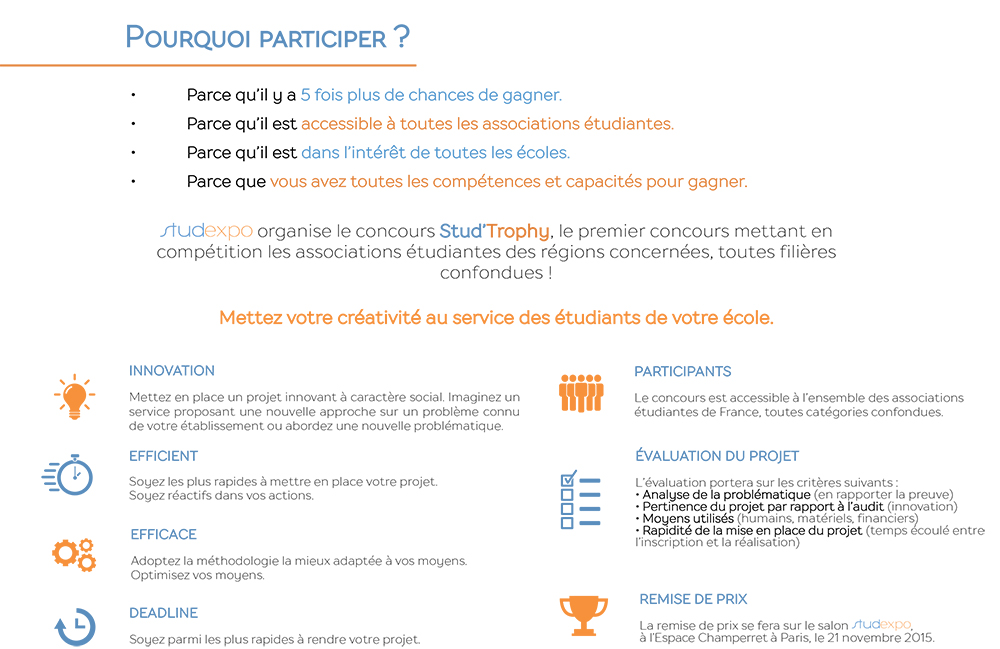 POURQUOI PARTICIPER ?
• Parce qu'il y a 5 fois plus de chances de gagner.
• Parce qu'il est accessible à toutes les associations étudiantes.
• Parce qu'il est dans l'intérêt de toutes les écoles.
• Parce que vous avez toutes les compétences et capacités pour gagner.
studexpo organise le concours Stud'Trophy, le premier concours mettant en
compétition les associations étudiantes des régions concernées, toutes filières
confondues !
Mettez votre créativité au service des étudiants de votre école.
INNOVATION
Mettez en place un projet innovant à caractère social. Imaginez un
service proposant une nouvelle approche sur un problème connu
de votre établissement ou abordez une nouvelle problématique.
EFFICIENT
Soyez les plus rapides à mettre en place votre projet.
Soyez réactifs dans vos actions.
EFFICACE
Adoptez la méthodologie la mieux adaptée à vos moyens.
Optimisez vos moyens.
DEADLINE
Soyez parmi les plus rapides à rendre votre projet.
PARTICIPANTS
Le concours est accessible à l'ensemble des associations
étudiantes de France, toutes catégories confondues.
ÉVALUATION DU PROJET
L'évaluation portera sur les critères suivants :
• Analyse de la problématique (en rapporter la preuve)
• Pertinence du projet par rapport à l'audit (innovation)
• Moyens utilisés (humains, matériels, financiers)
• Rapidité de la mise en place du projet (temps écoulé entre
l'inscription et la réalisation)
REMISE DE PRIX
La remise de prix se fera sur le salon studexpo,
à l'Espace Champerret à Paris, le 21 novembre 2015.